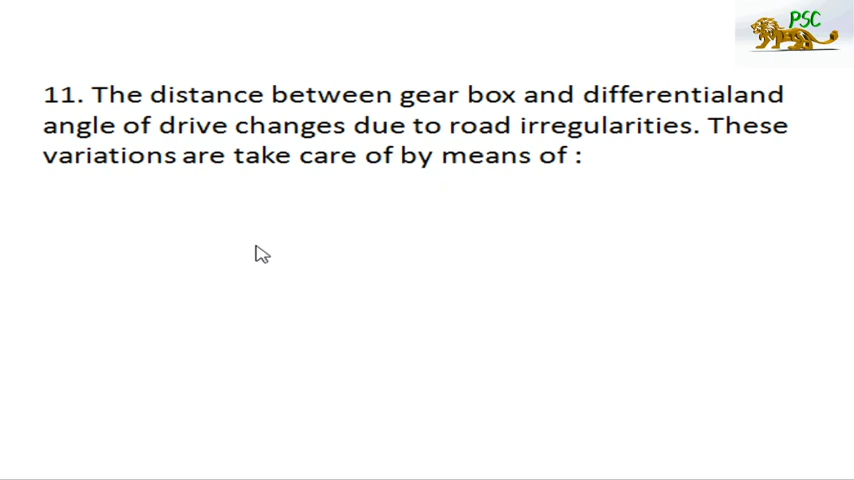 PSC
11. The distance between gear box and differentialand
angle of drive changes due to road irregularities. These
variations are take care of by means of :